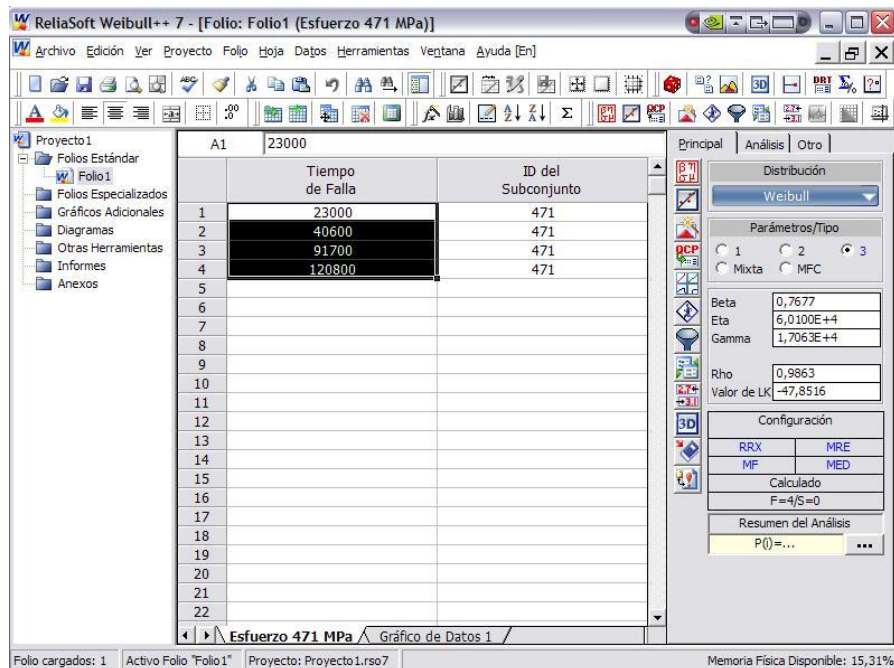 ReliaSoft Weibull++ 7 - [Folio: Folio1 (Esfuerzo 471 MPa)]
Archivo Edición Ver Proyecto Folio Hoja Datos Herramientas Ventana Ayuda [En]
Proyecto1
Folios Estándar
Folio1
Folios Especializados
Gráficos Adicionales
Diagramas
Otras Herramientas
Informes
Anexos
A1 23000
Tiempo de Falla ID del Subconjunto
1 23000 471
2 40600 471
3 91700 471
4 120800 471
5
6
7
8
9
10
11
12
13
14
15
16
17
18
19
20
21
22
Esfuerzo 471 MPa Gráfico de Datos 1
Principal Análisis Otro
Distribución
Weibull
Parámetros/Tipo
1 2 3
Mixta MFC
Beta 0,7677
Eta 6,0100E+4
Gamma 1,7063E+4
Rho 0,9863
Valor de LK -47,8516
Configuración
RRX MRE
MF MED
Calculado
F=4/S=0
Resumen del Análisis
P(i)=... ...
Folio cargados: 1 Activo Folio "Folio1" Proyecto: Proyecto1.rso7 Memoria Física Disponible: 15,31%